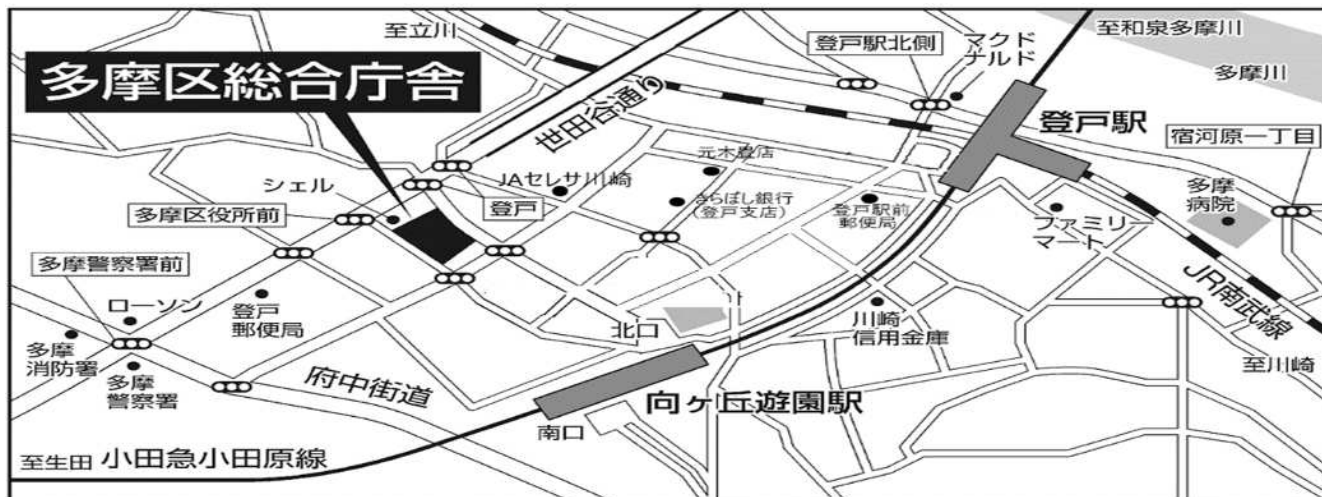 至立川
登戸駅北側
マクド
ナルド
至和泉多摩川
多摩川
多摩区総合庁舎
世田谷通り
登戸駅
宿河原一丁目
元木畳店
シェル
JAセレサ川崎
きらぼし銀行
(登戸支店)
登戸駅前
郵便局
多摩
病院
多摩区役所前
登戸
ファミリー
マート
多摩警察署前
ローソン
登戸
郵便局
北口
川崎
信用金庫
JR南武線
多摩
消防署
多摩
警察署
府中街道
至川崎
向ヶ丘遊園駅
南口
至生田
小田急小田原線